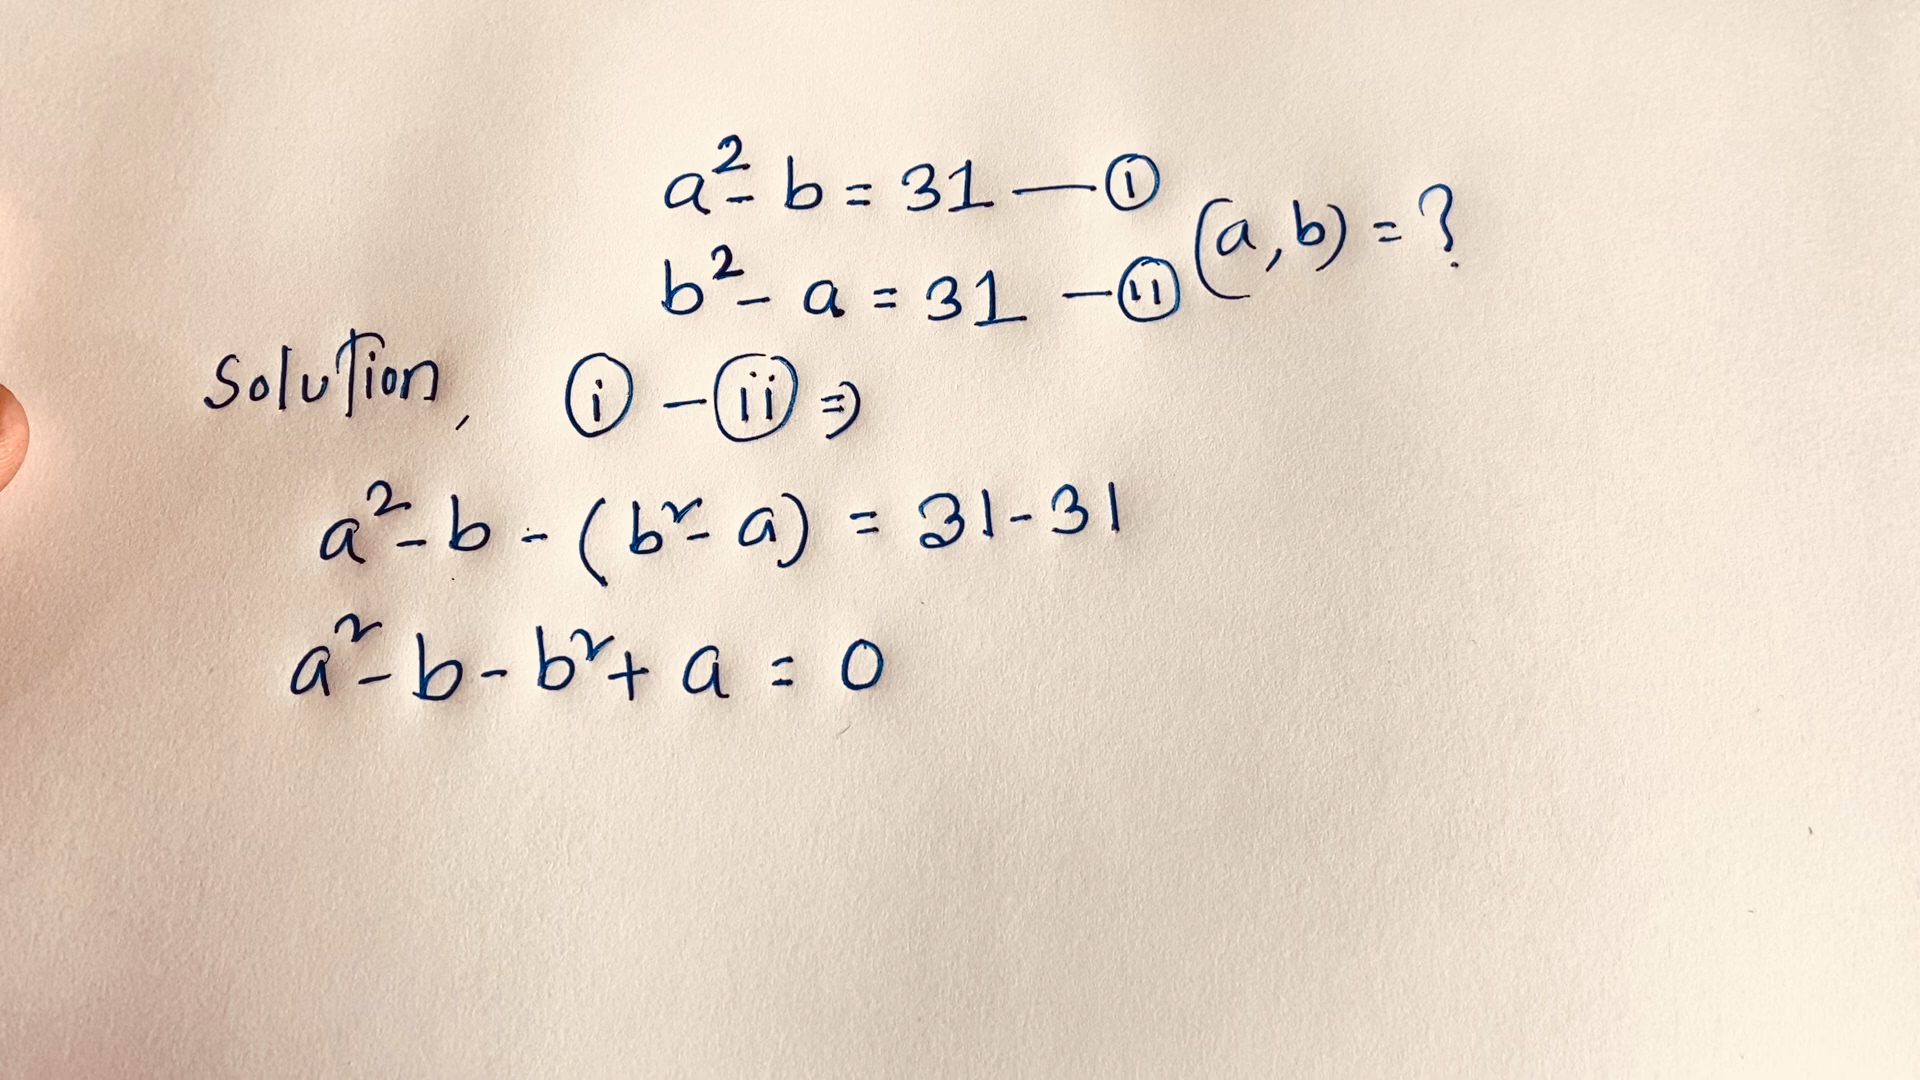 a² - b = 31 — ⓘ
b² - a = 31 — ⓘⓘ (a, b) = ?
Solution, ⓘ - ⓘⓘ ⇒
a² - b - (b² - a) = 31 - 31
a² - b - b² + a = 0